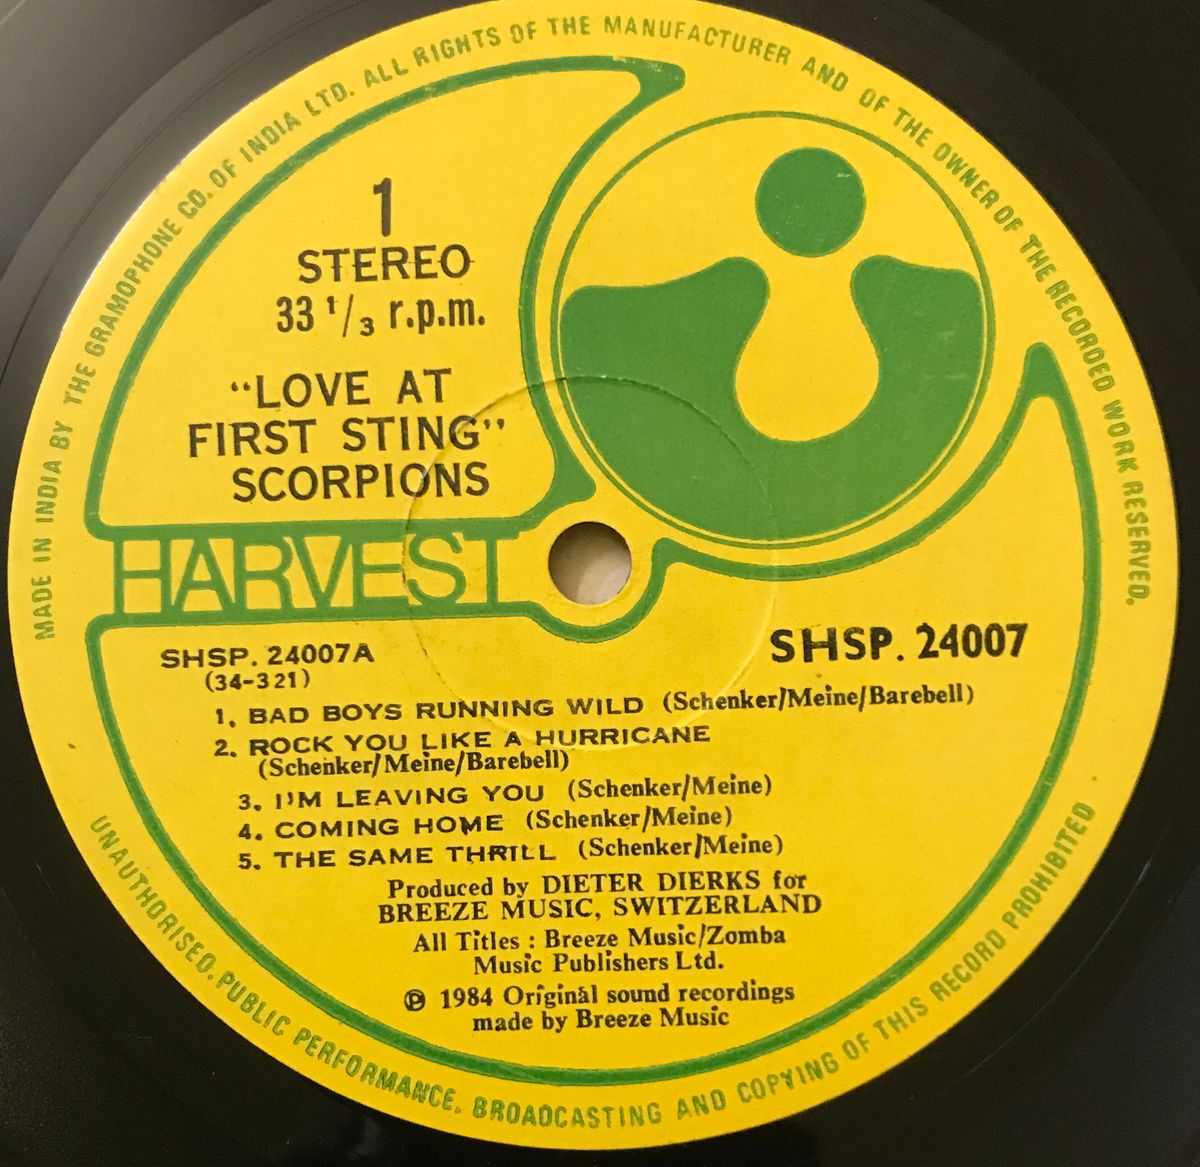 MADE IN INDIA BY THE GRAMOPHONE CO. OF INDIA LTD. ALL RIGHTS OF THE MANUFACTURER AND OF THE OWNER OF THE RECORDED WORK RESERVED.
1
STEREO
33 1/3 r.p.m.
"LOVE AT
FIRST STING"
SCORPIONS
HARVEST
SHSP. 24007A
(34-321)
SHSP. 24007
1. BAD BOYS RUNNING WILD (Schenker/Meine/Barebell)
2. ROCK YOU LIKE A HURRICANE
(Schenker/Meine/Barebell)
3. I'M LEAVING YOU (Schenker/Meine)
4. COMING HOME (Schenker/Meine)
5. THE SAME THRILL (Schenker/Meine)
Produced by DIETER DIERKS for
BREEZE MUSIC, SWITZERLAND
All Titles : Breeze Music/Zomba
Music Publishers Ltd.
℗ 1984 Original sound recordings
made by Breeze Music
UNAUTHORISED. PUBLIC PERFORMANCE. BROADCASTING AND COPYING OF THIS RECORD PROHIBITED